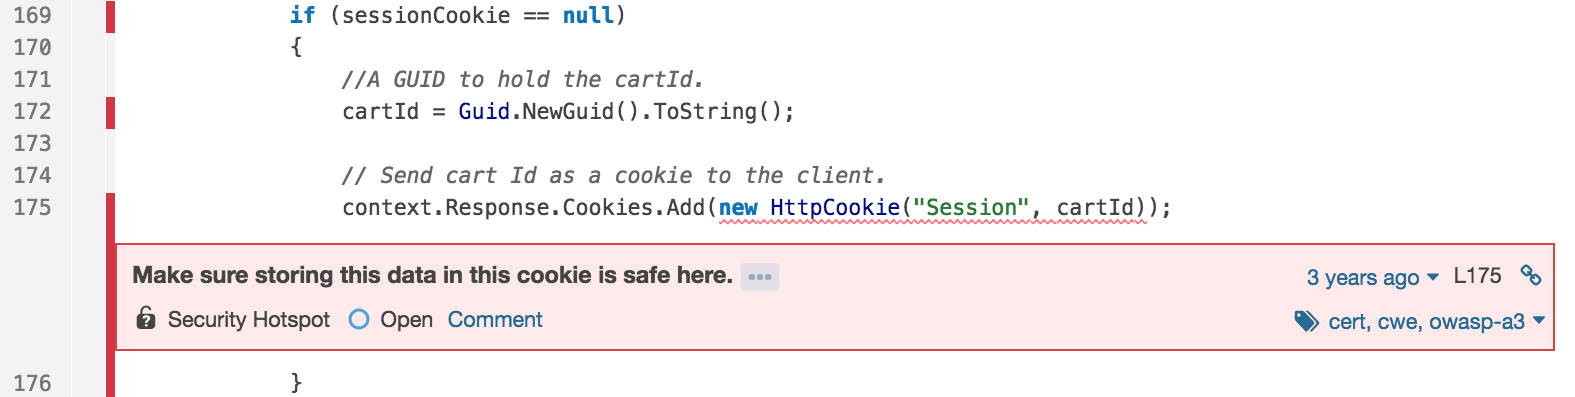 169 if (sessionCookie == null)
170 {
171 //A GUID to hold the cartId.
172 cartId = Guid.NewGuid().ToString();
173
174 // Send cart Id as a cookie to the client.
175 context.Response.Cookies.Add(new HttpCookie("Session", cartId));
Make sure storing this data in this cookie is safe here. 3 years ago L175
Security Hotspot Open Comment cert, cwe, owasp-a3
176 }